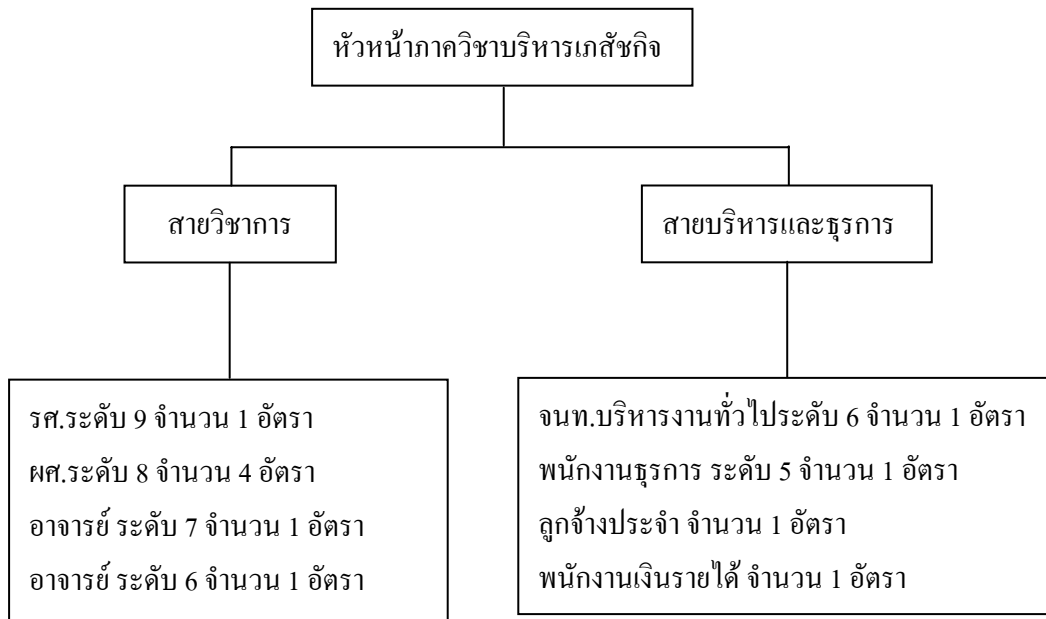 หัวหน้าภาควิชาบริหารเภสัชกิจ
สายวิชาการ
สายบริหารและธุรการ
รศ.ระดับ 9 จำนวน 1 อัตรา
ผศ.ระดับ 8 จำนวน 4 อัตรา
อาจารย์ ระดับ 7 จำนวน 1 อัตรา
อาจารย์ ระดับ 6 จำนวน 1 อัตรา
จนท.บริหารงานทั่วไประดับ 6 จำนวน 1 อัตรา
พนักงานธุรการ ระดับ 5 จำนวน 1 อัตรา
ลูกจ้างประจำ จำนวน 1 อัตรา
พนักงานเงินรายได้ จำนวน 1 อัตรา